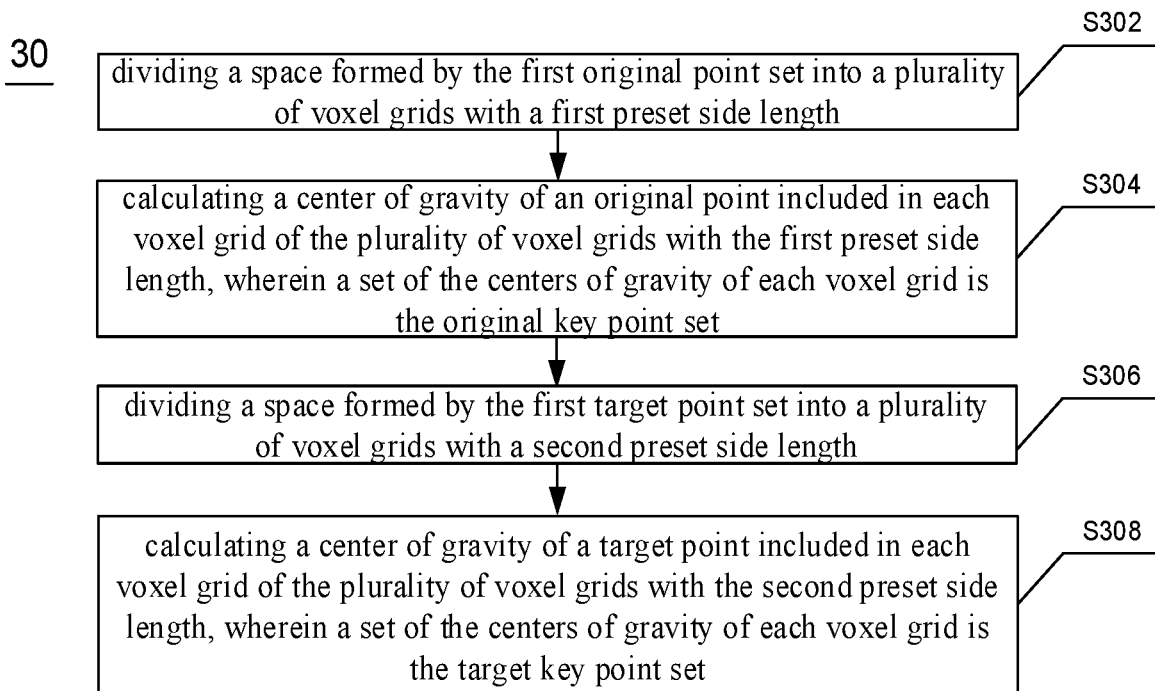 30
S302
dividing a space formed by the first original point set into a plurality
of voxel grids with a first preset side length
S304
calculating a center of gravity of an original point included in each
voxel grid of the plurality of voxel grids with the first preset side
length, wherein a set of the centers of gravity of each voxel grid is
the original key point set
S306
dividing a space formed by the first target point set into a plurality
of voxel grids with a second preset side length
S308
calculating a center of gravity of a target point included in each
voxel grid of the plurality of voxel grids with the second preset side
length, wherein a set of the centers of gravity of each voxel grid is
the target key point set